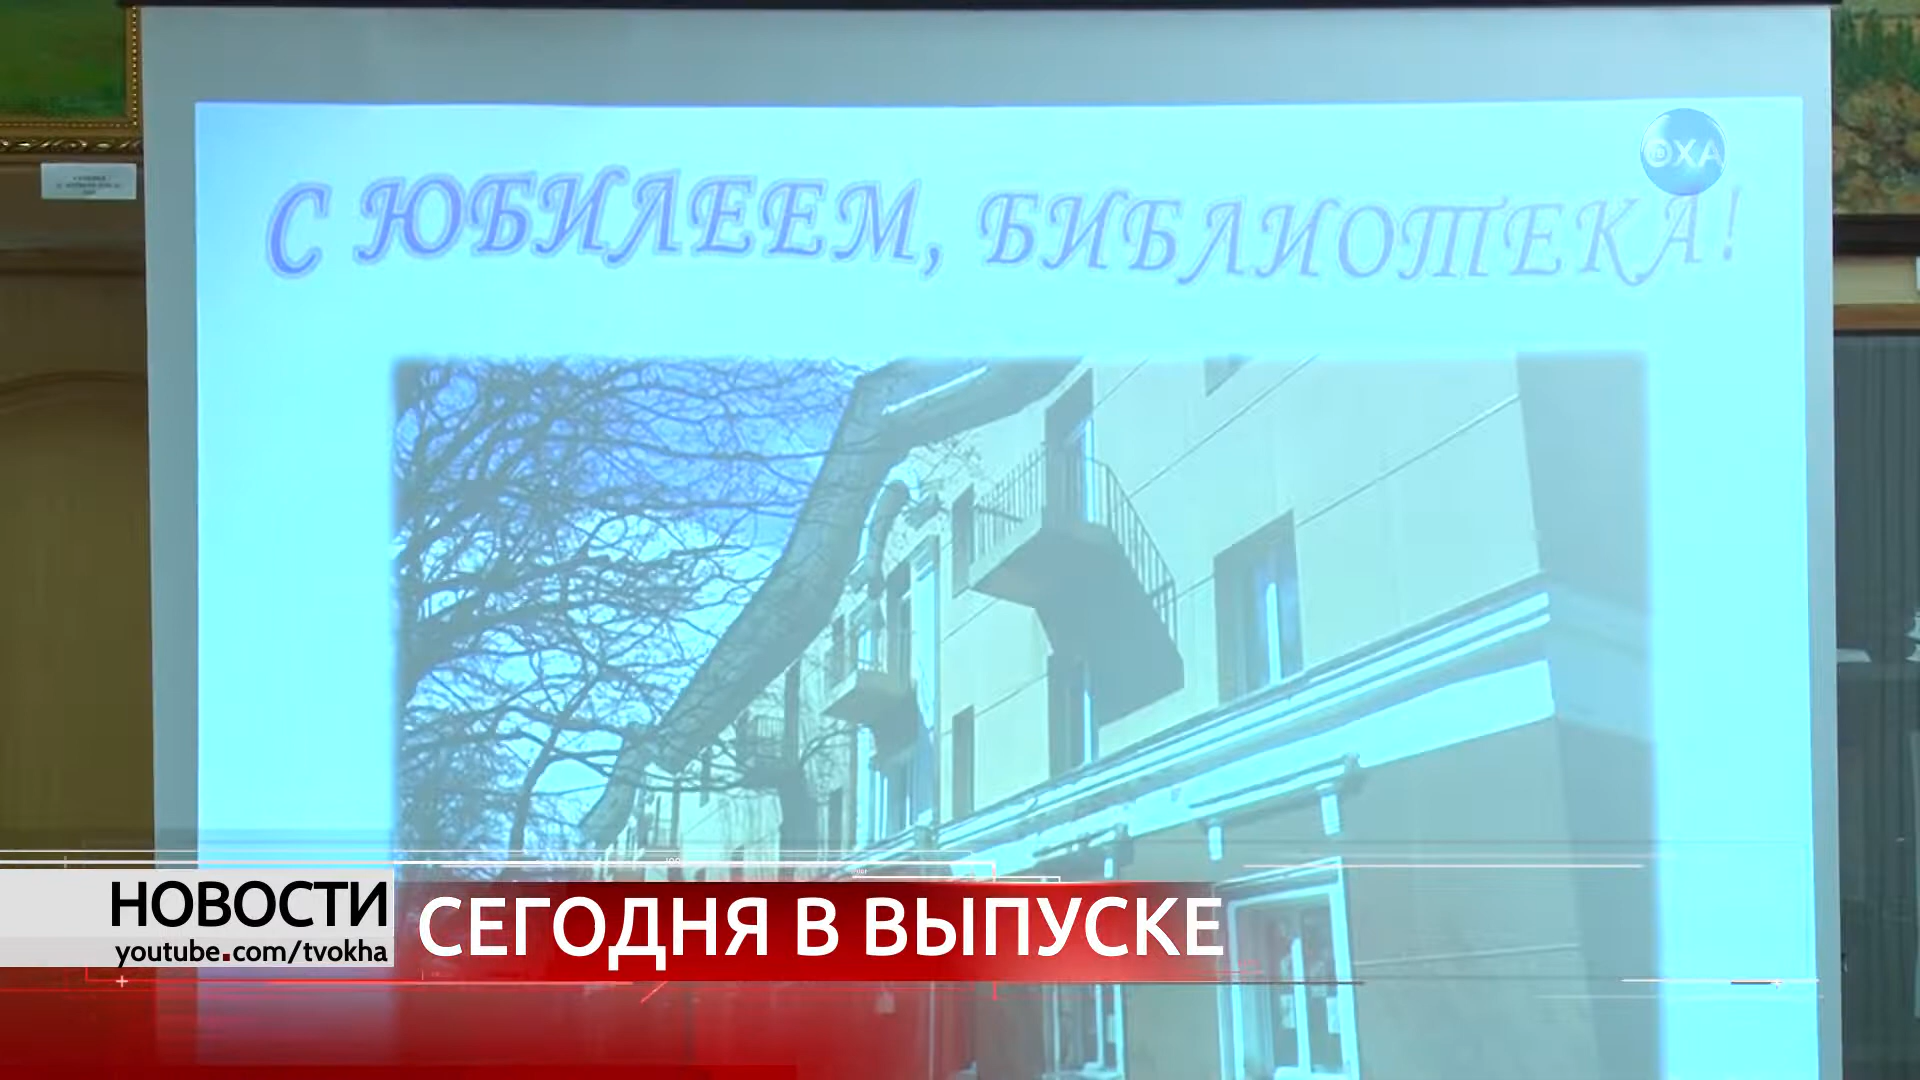 С ЮБИЛЕЕМ, БИБЛИОТЕКА!
ОХА
НОВОСТИ
youtube.com/tvokha
СЕГОДНЯ В ВЫПУСКЕ